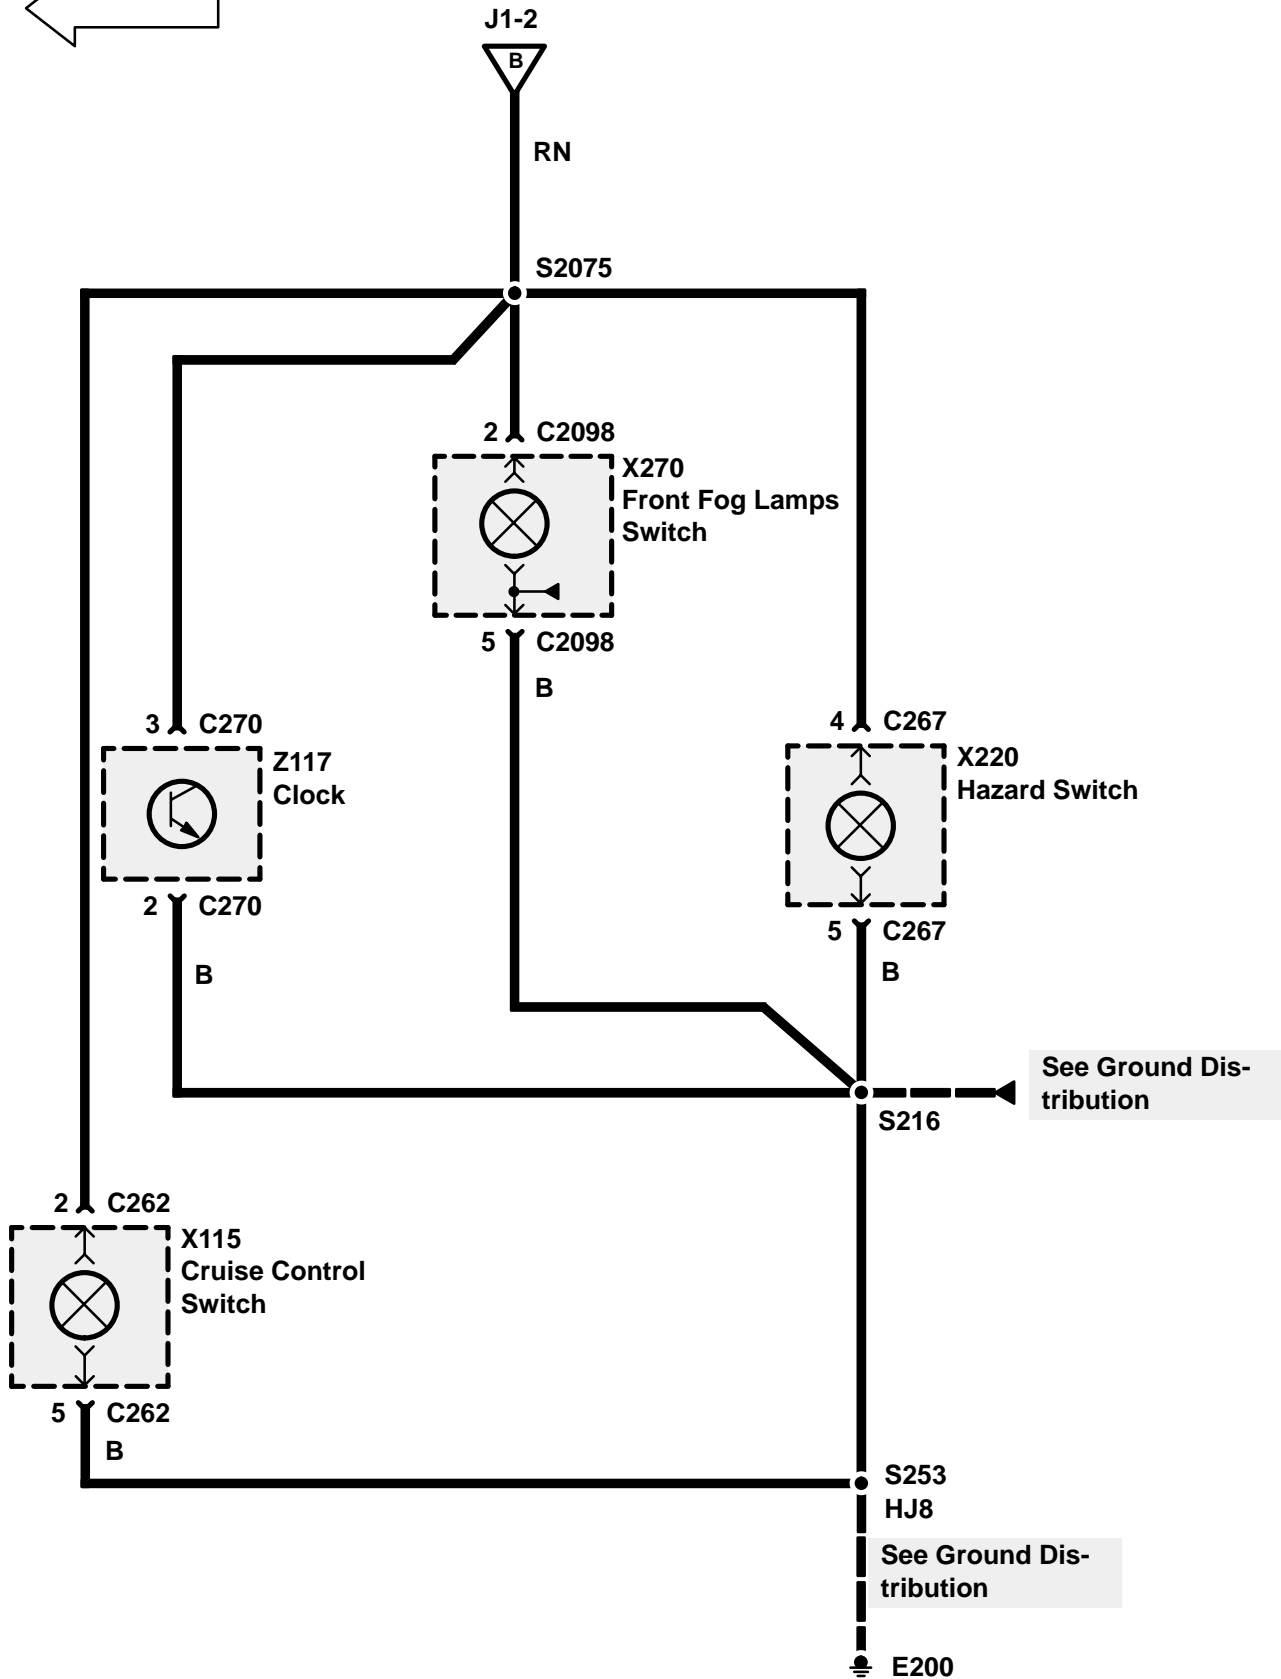 J1-2
B
RN
S2075
2 C2098
X270
Front Fog Lamps
Switch
5 C2098
B
3 C270
Z117
Clock
2 C270
B
4 C267
X220
Hazard Switch
5 C267
B
See Ground Dis-
tribution
S216
2 C262
X115
Cruise Control
Switch
5 C262
B
S253
HJ8
See Ground Dis-
tribution
E200